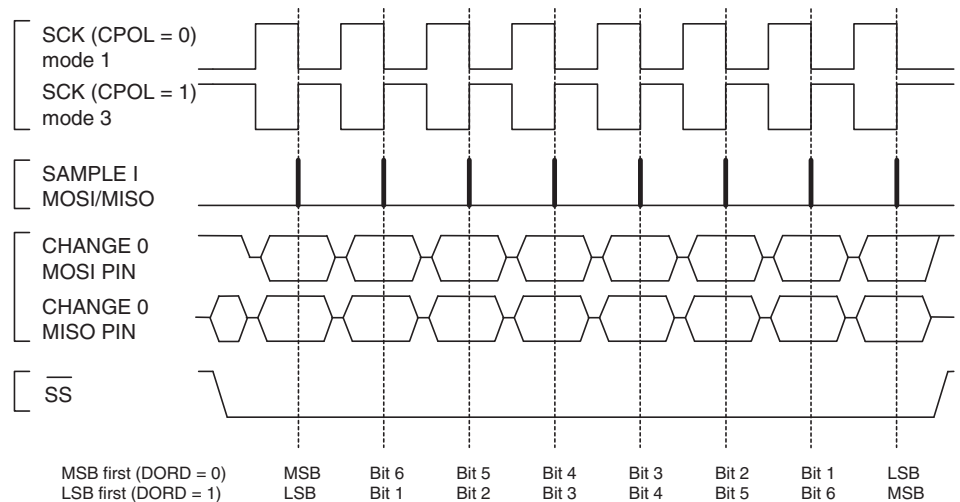 SCK (CPOL = 0)
mode 1
SCK (CPOL = 1)
mode 3
SAMPLE I
MOSI/MISO
CHANGE 0
MOSI PIN
CHANGE 0
MISO PIN
SS
MSB first (DORD = 0) MSB Bit 6 Bit 5 Bit 4 Bit 3 Bit 2 Bit 1 LSB
LSB first (DORD = 1) LSB Bit 1 Bit 2 Bit 3 Bit 4 Bit 5 Bit 6 MSB